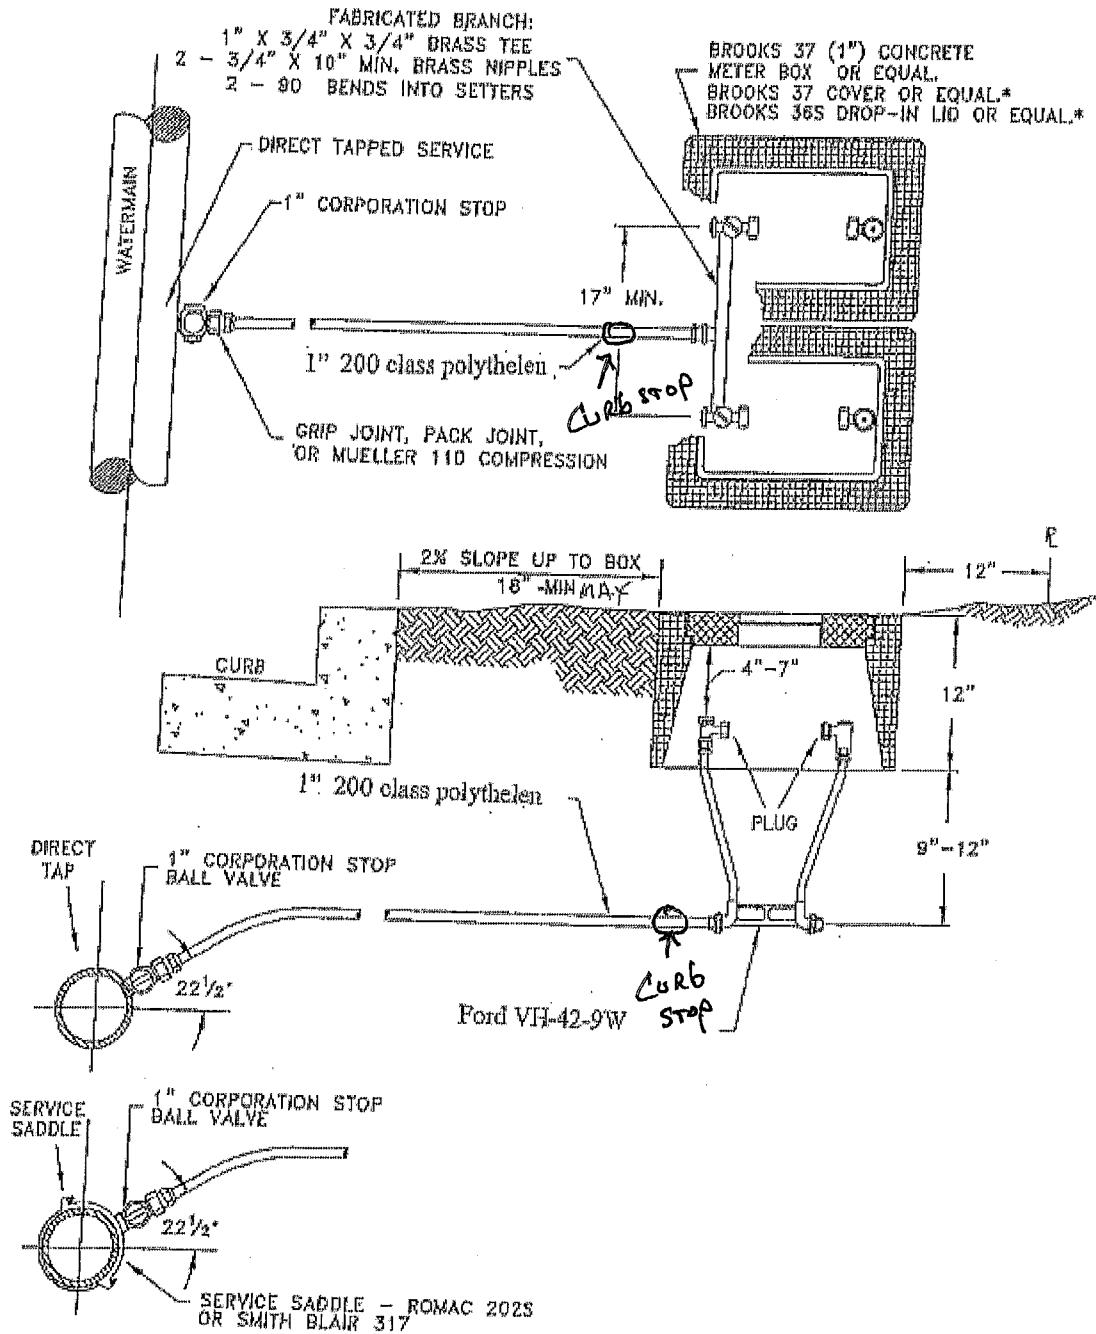 FABRICATED BRANCH:
1" X 3/4" X 3/4" BRASS TEE
2 - 3/4" X 10" MIN. BRASS NIPPLES
2 - 90 BENDS INTO SETTERS
BROOKS 37 (1") CONCRETE
METER BOX OR EQUAL.
BROOKS 37 COVER OR EQUAL.*
BROOKS 36S DROP-IN LID OR EQUAL.*
DIRECT TAPPED SERVICE
1" CORPORATION STOP
WATERMAIN
17" MIN.
1" 200 class polythelen
CURB STOP
GRIP JOINT, PACK JOINT,
OR MUELLER 110 COMPRESSION
2% SLOPE UP TO BOX
18" -MIN MAX
12"
PL
CURB
4"-7"
12"
1" 200 class polythelen
PLUG
9"-12"
DIRECT
TAP
1" CORPORATION STOP
BALL VALVE
22 1/2°
CURB
STOP
Ford VH-42-9W
SERVICE
SADDLE
1" CORPORATION STOP
BALL VALVE
22 1/2°
SERVICE SADDLE - ROMAC 202S
OR SMITH BLAIR 317